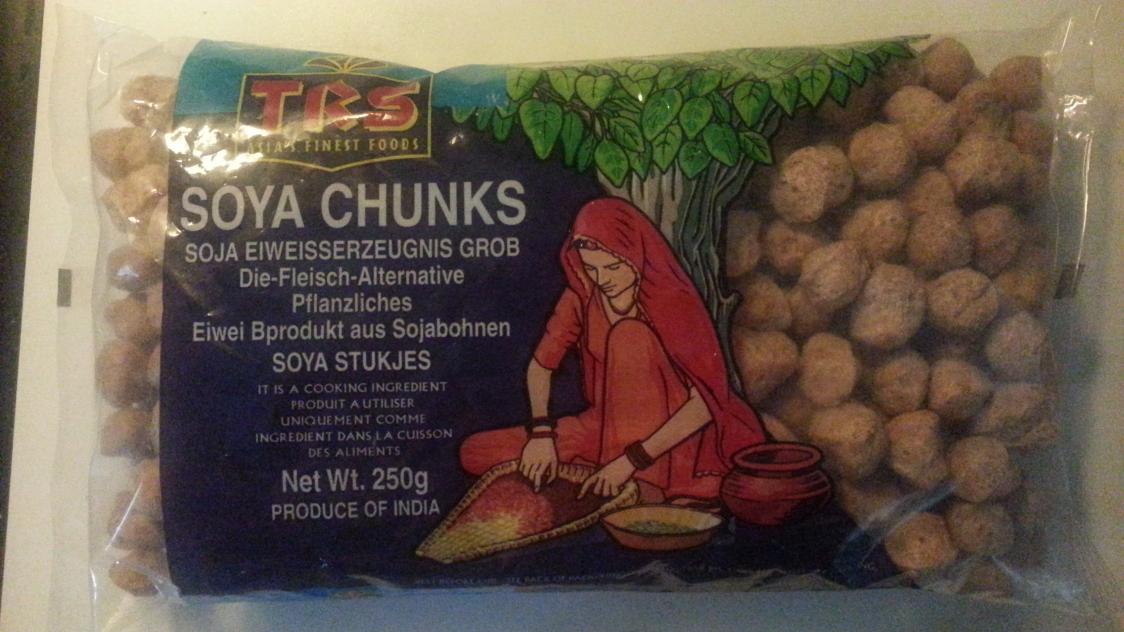 TRS
ASIA'S FINEST FOODS
SOYA CHUNKS
SOJA EIWEISSERZEUGNIS GROB
Die-Fleisch-Alternative
Pflanzliches
Eiwei Bprodukt aus Sojabohnen
SOYA STUKJES
IT IS A COOKING INGREDIENT
PRODUIT A UTILISER
UNIQUEMENT COMME
INGREDIENT DANS LA CUISSON
DES ALIMENTS
Net Wt. 250g
PRODUCE OF INDIA